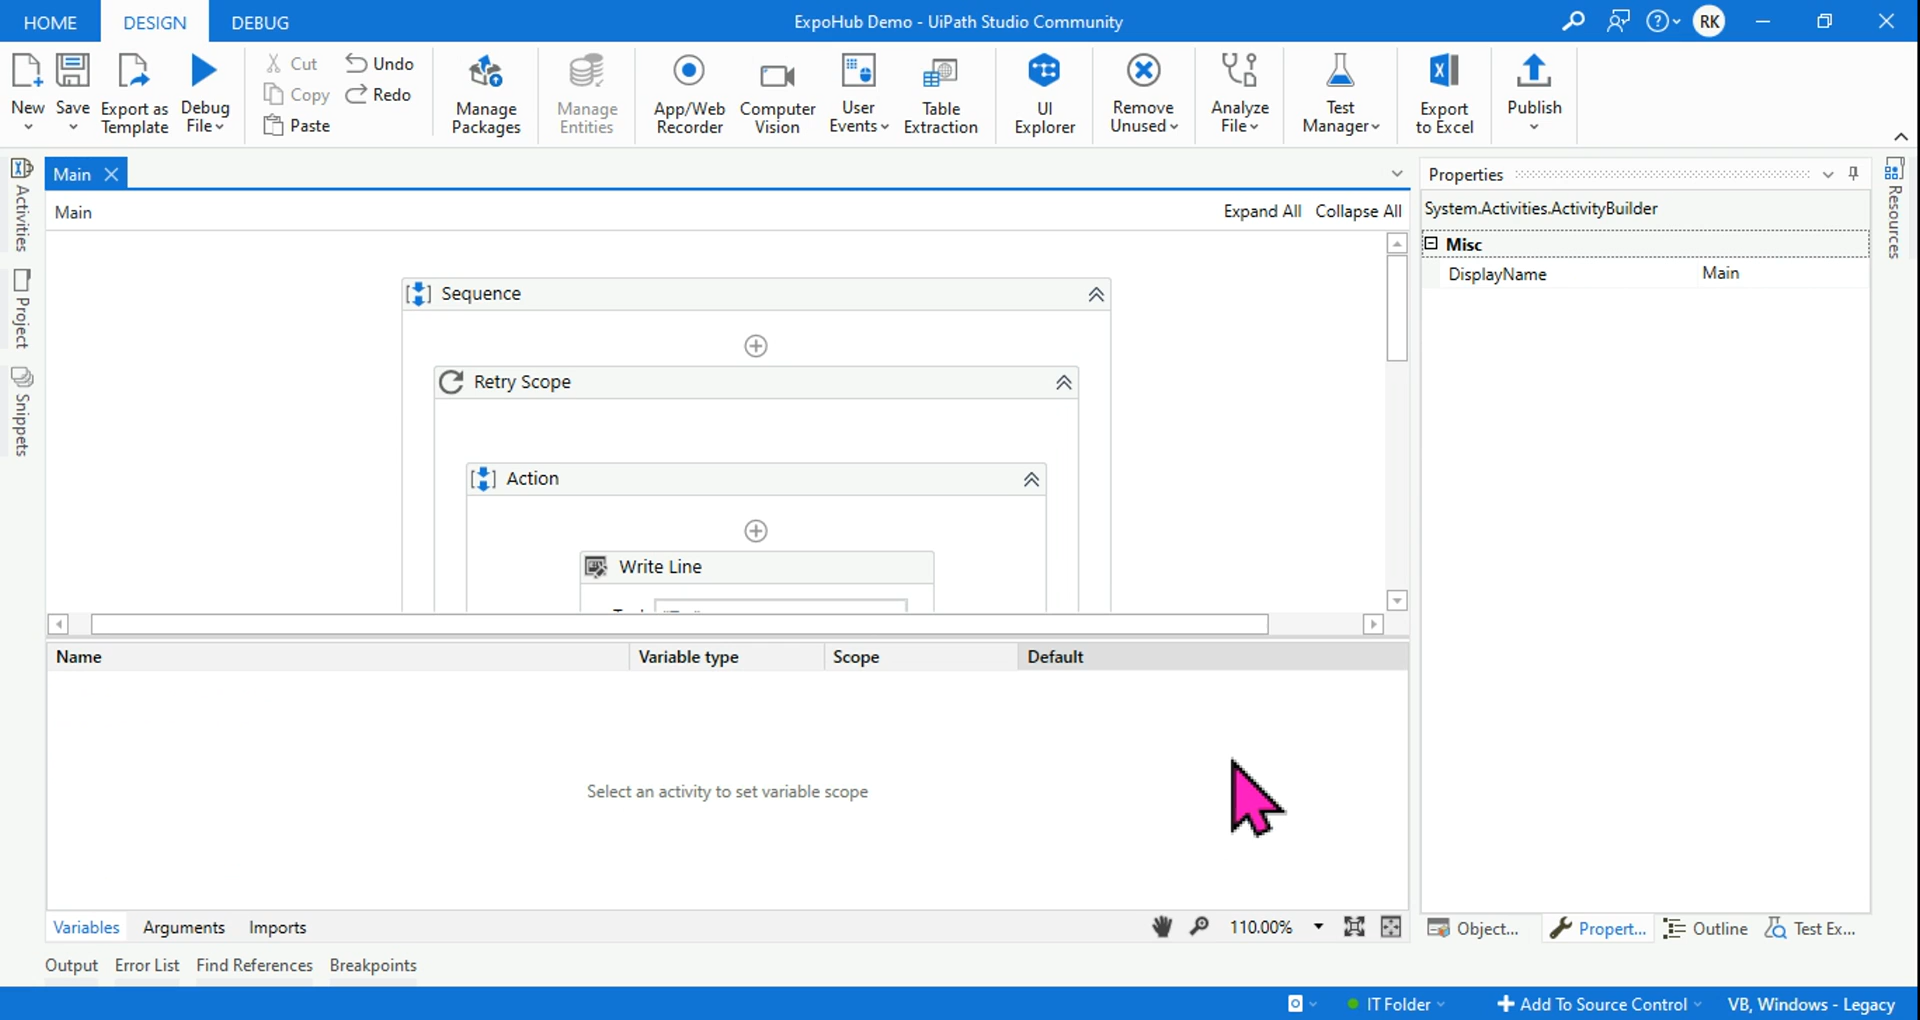 HOME DESIGN DEBUG ExpoHub Demo - UiPath Studio Community RK
New
Save
Export as
Template
Debug
File
Cut
Copy
Paste
Undo
Redo
Manage
Packages
Manage
Entities
App/Web
Recorder
Computer
Vision
User
Events
Table
Extraction
UI
Explorer
Remove
Unused
Analyze
File
Test
Manager
Export
to Excel
Publish
Activities
Project
Snippets
Main
Main Expand All Collapse All
Sequence
Retry Scope
Action
Write Line
Name Variable type Scope Default
Select an activity to set variable scope
Variables Arguments Imports 110.00%
Output Error List Find References Breakpoints
Properties
System.Activities.ActivityBuilder
Misc
DisplayName Main
Object... Propert... Outline Test Ex...
Resources
IT Folder Add To Source Control VB, Windows - Legacy